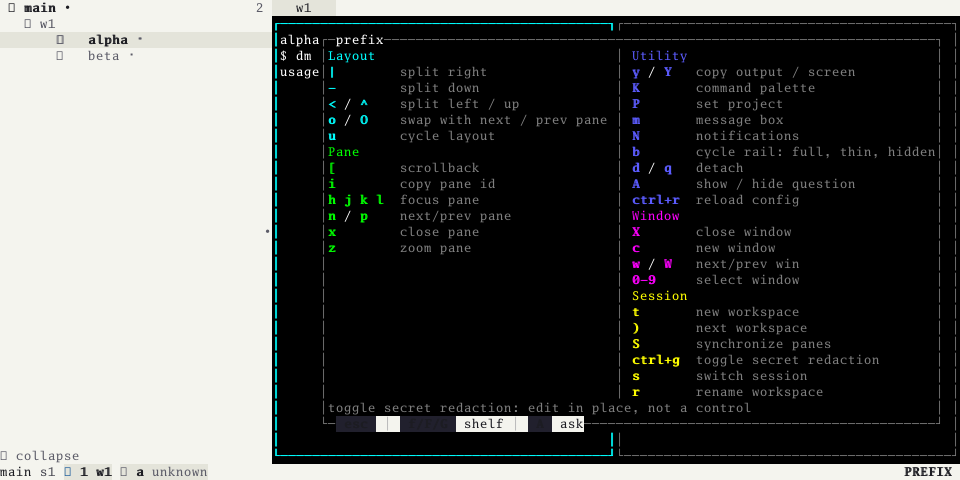 main • 2 w1
w1
alpha •
beta •
alpha prefix
$ dm Layout Utility
usage | split right y / Y copy output / screen
– split down K command palette
< / ^ split left / up P set project
o / O swap with next / prev pane m message box
u cycle layout N notifications
Pane b cycle rail: full, thin, hidden
[ scrollback d / q detach
i copy pane id A show / hide question
h j k l focus pane ctrl+r reload config
n / p next/prev pane Window
x close pane X close window
z zoom pane c new window
w / W next/prev win
0–9 select window
Session
t new workspace
) next workspace
S synchronize panes
ctrl+g toggle secret redaction
s switch session
r rename workspace
toggle secret redaction: edit in place, not a control
shelf ask
collapse
main s1 1 w1 a unknown PREFIX